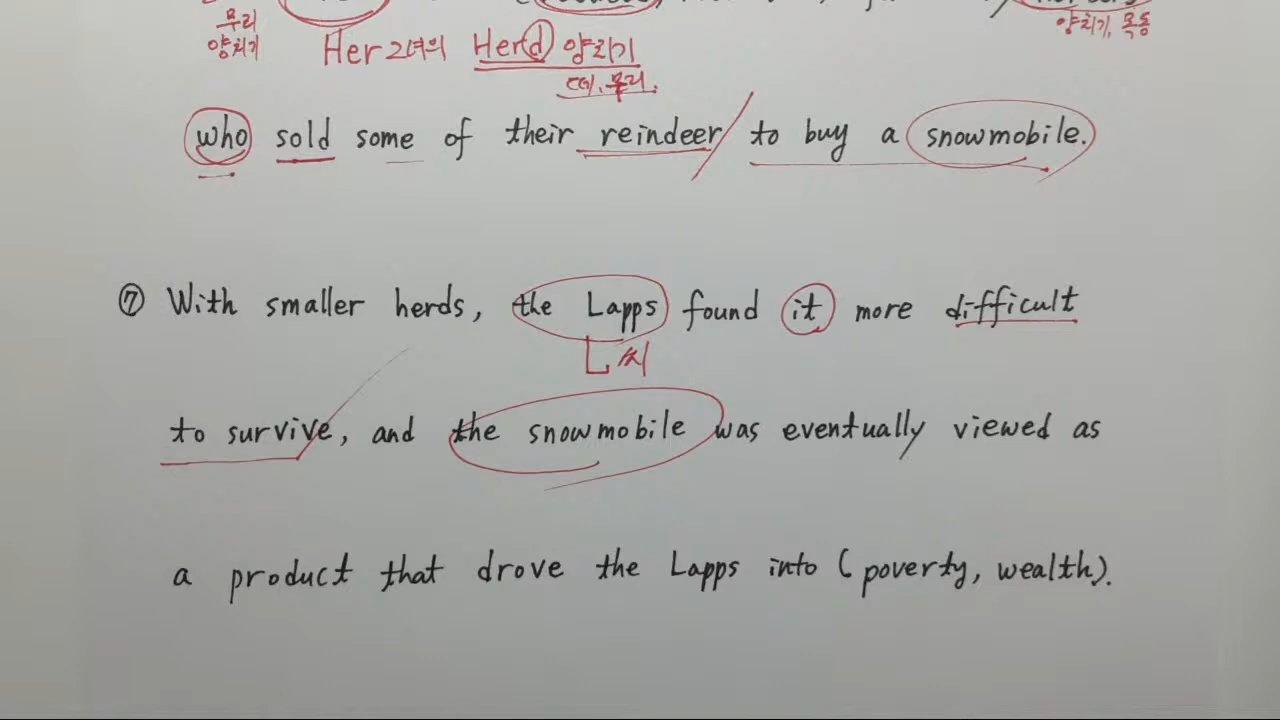 무리
양치기
양치기, 목동
Her 그녀의 Herd 양치기
떼, 무리.
who sold some of their reindeer / to buy a snowmobile.
⑦ With smaller herds, the Lapps found it more difficult
to survive, and the snowmobile was eventually viewed as
a product that drove the Lapps into (poverty, wealth).